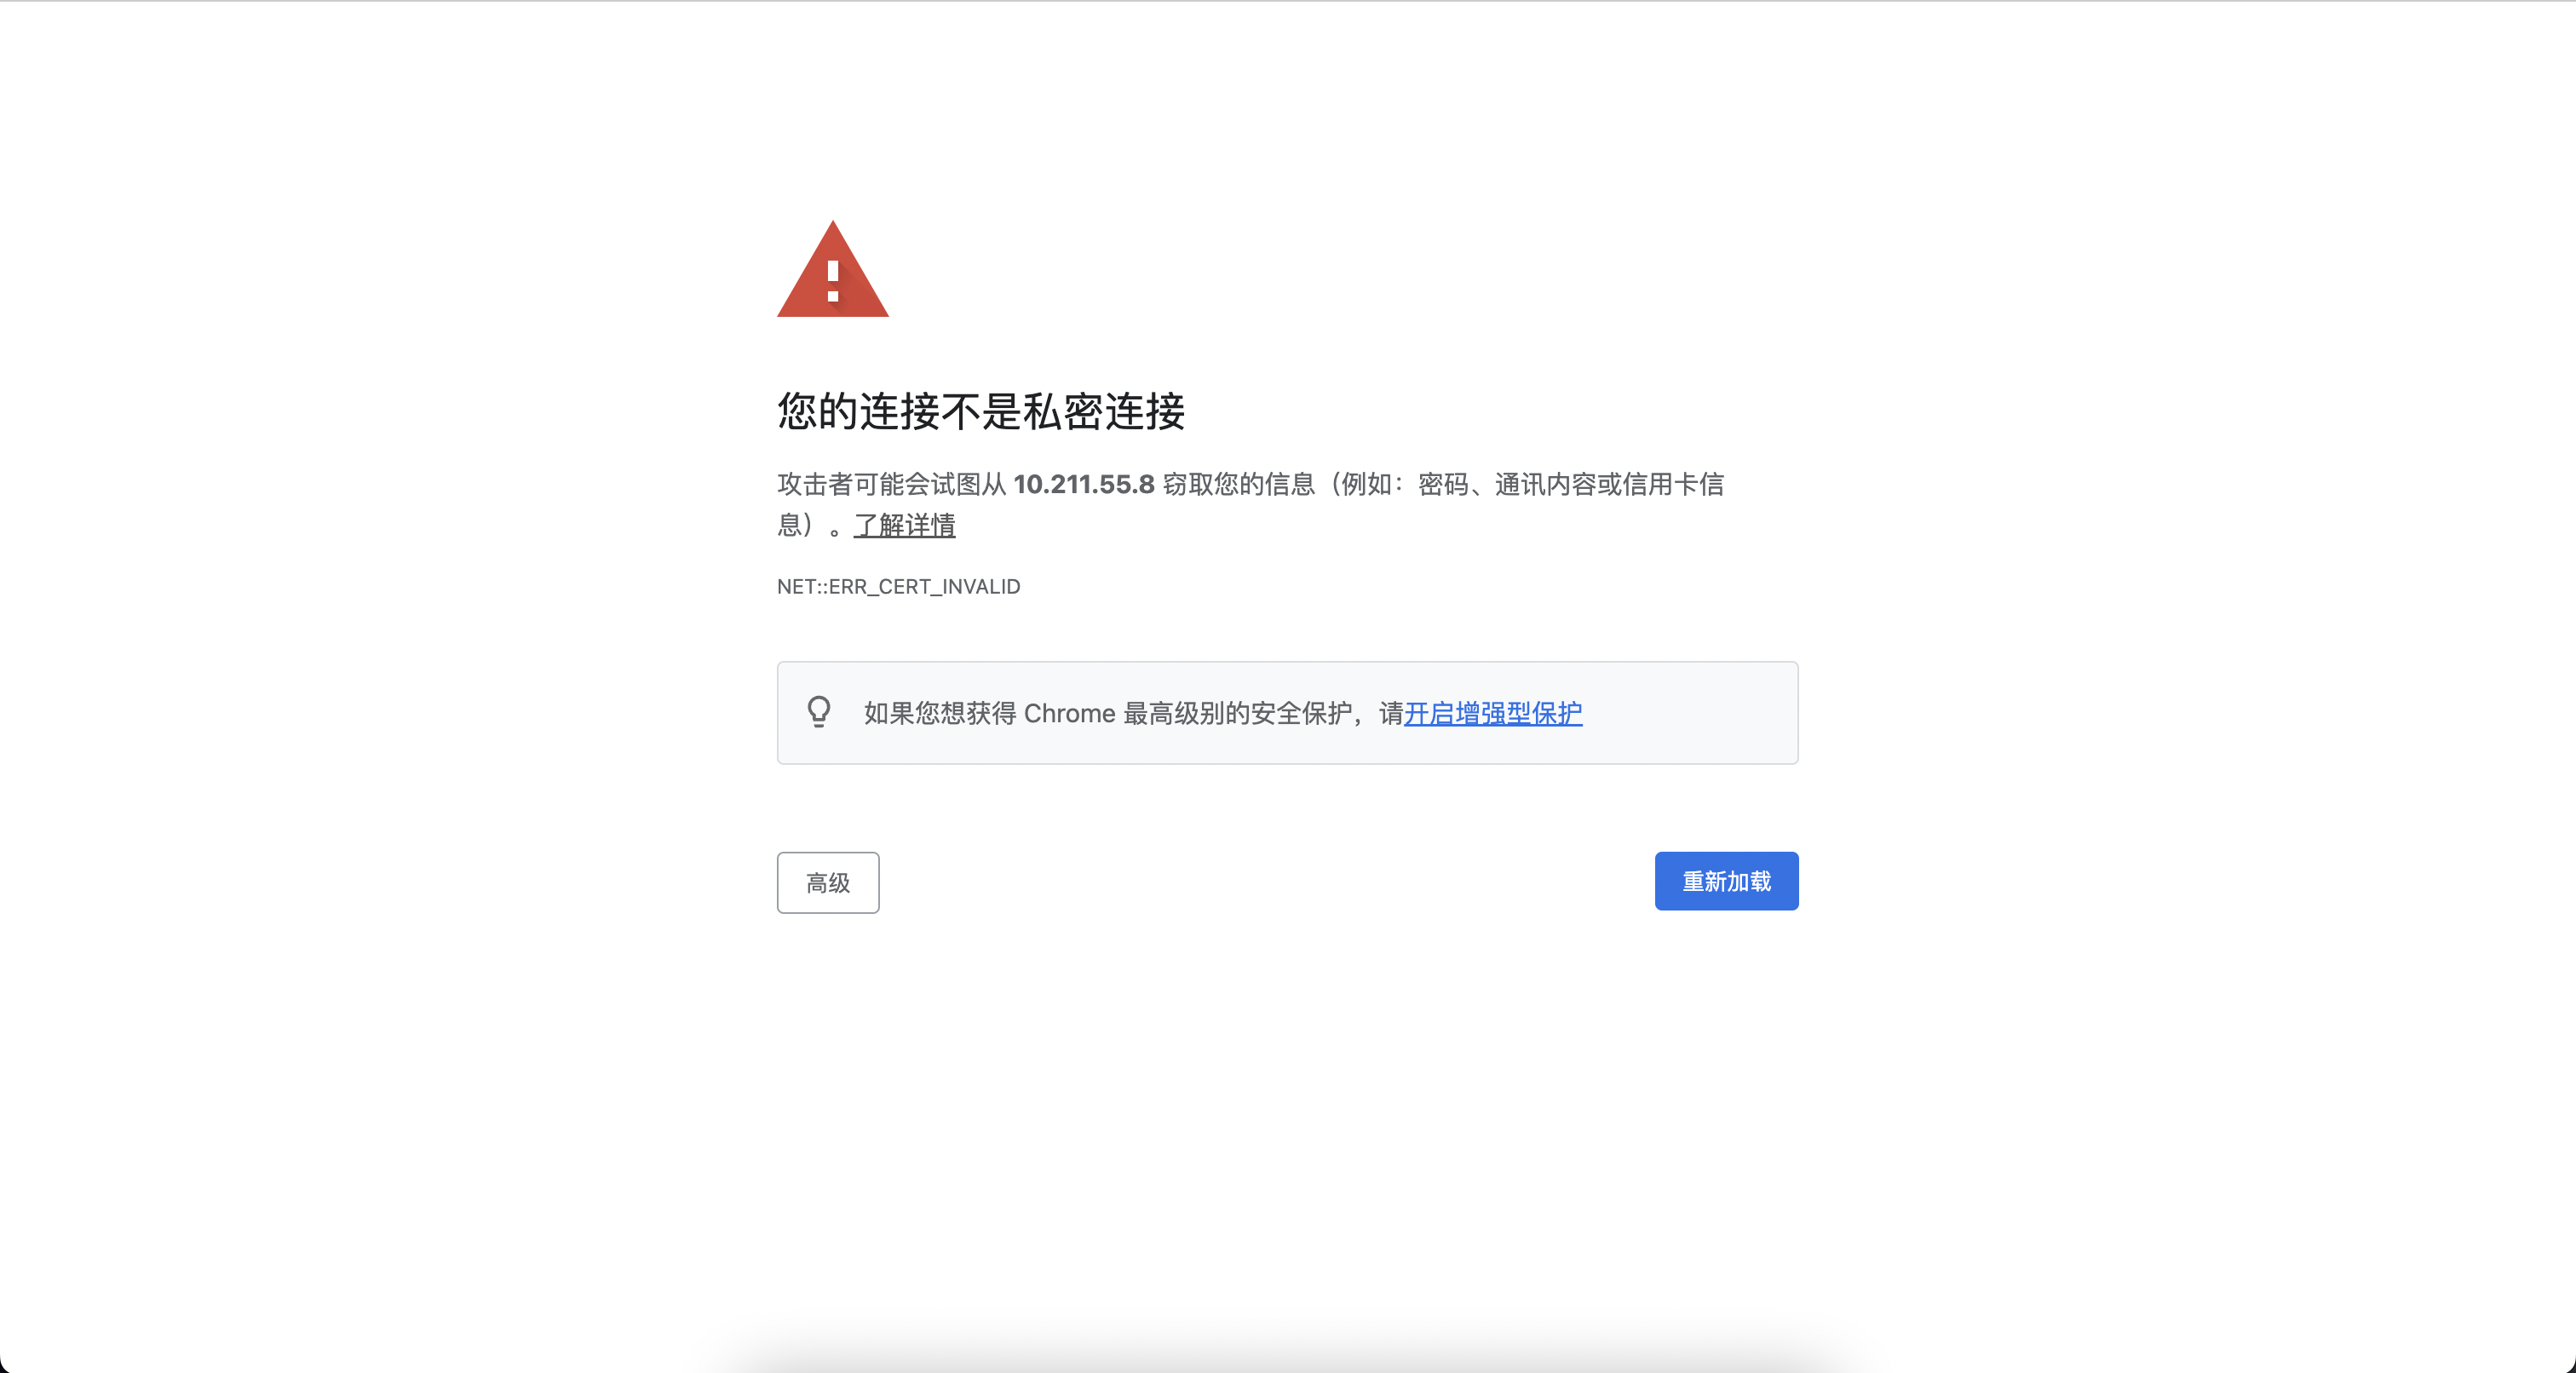 您的连接不是私密连接
攻击者可能会试图从 10.211.55.8 窃取您的信息（例如：密码、通讯内容或信用卡信
息）。了解详情
NET::ERR_CERT_INVALID
如果您想获得 Chrome 最高级别的安全保护，请开启增强型保护
高级
重新加载